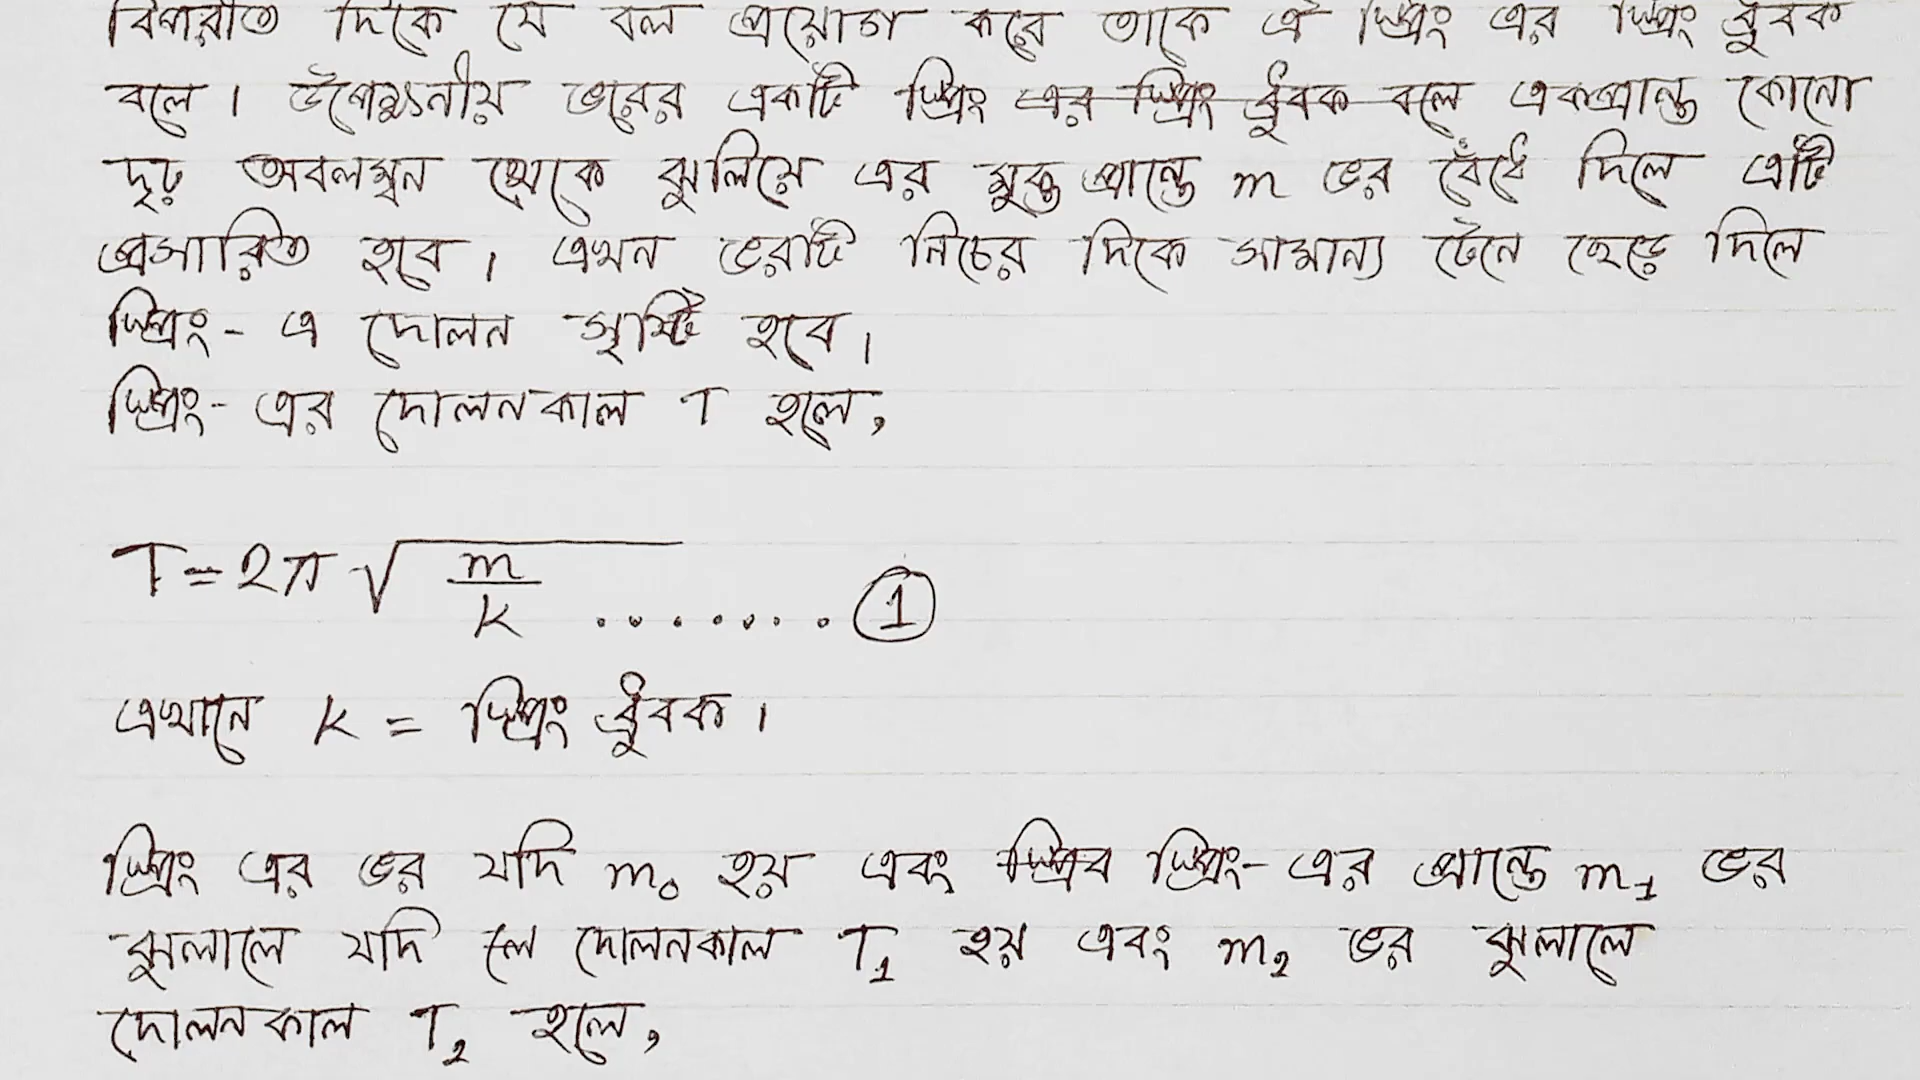 বিপরীত দিকে যে বল প্রয়োগ করে তাকে ঐ স্প্রিং এর স্প্রিং ধ্রুবক
বলে। উপেক্ষনীয় ভরের একটি স্প্রিং এর স্প্রিং ধ্রুবক বলে একপ্রান্ত কোনো
দৃঢ় অবলম্বন থেকে ঝুলিয়ে এর মুক্ত প্রান্তে m ভর বেঁধে দিলে এটি
প্রসারিত হবে। এখন ভরটি নিচের দিকে সামান্য টেনে ছেড়ে দিলে
স্প্রিং- এ দোলন সৃষ্টি হবে।
স্প্রিং- এর দোলনকাল T হলে,
T = 2π √(m/k) ........ ①
এখানে k = স্প্রিং ধ্রুবক।
স্প্রিং এর ভর যদি m₀ হয় এবং স্প্রিব স্প্রিং- এর প্রান্তে m₁ ভর
ঝুলালে যদি লে দোলনকাল T₁ হয় এবং m₂ ভর ঝুলালে
দোলনকাল T₂ হলে,